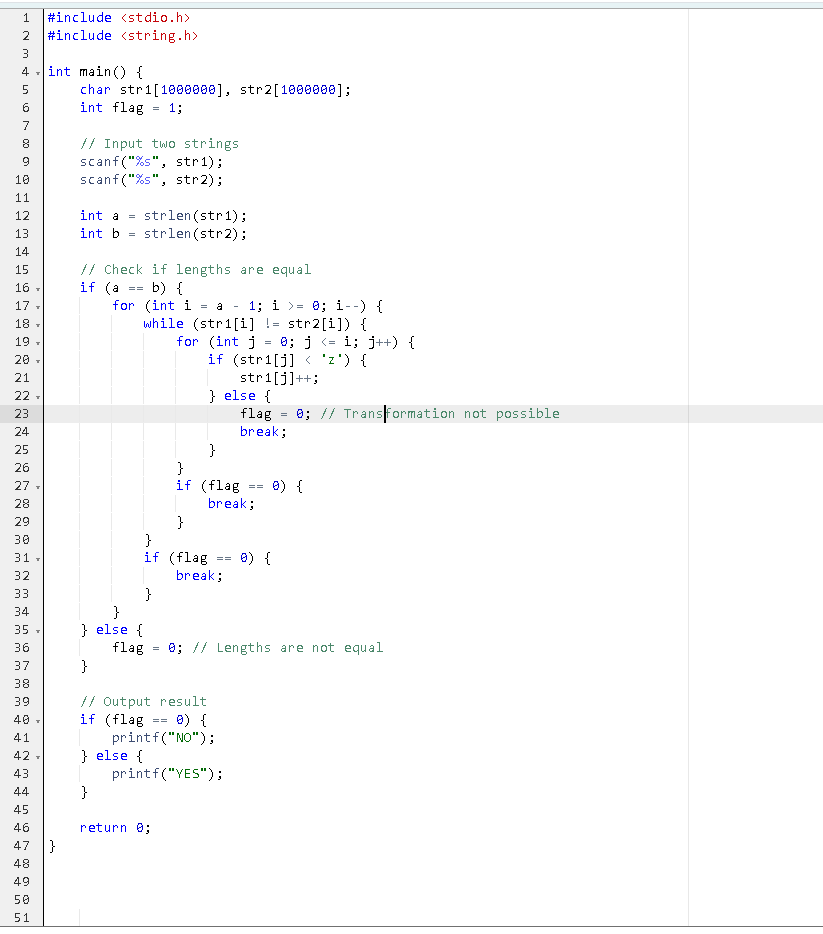 1 #include <stdio.h>
2 #include <string.h>
3
4 int main() {
5     char str1[1000000], str2[1000000];
6     int flag = 1;
7
8     // Input two strings
9     scanf("%s", str1);
10     scanf("%s", str2);
11
12     int a = strlen(str1);
13     int b = strlen(str2);
14
15     // Check if lengths are equal
16     if (a == b) {
17         for (int i = a - 1; i >= 0; i--) {
18             while (str1[i] != str2[i]) {
19                 for (int j = 0; j <= i; j++) {
20                     if (str1[j] < 'z') {
21                         str1[j]++;
22                     } else {
23                         flag = 0; // Transformation not possible
24                         break;
25                     }
26                 }
27                 if (flag == 0) {
28                     break;
29                 }
30             }
31             if (flag == 0) {
32                 break;
33             }
34         }
35     } else {
36         flag = 0; // Lengths are not equal
37     }
38
39     // Output result
40     if (flag == 0) {
41         printf("NO");
42     } else {
43         printf("YES");
44     }
45
46     return 0;
47 }
48
49
50
51